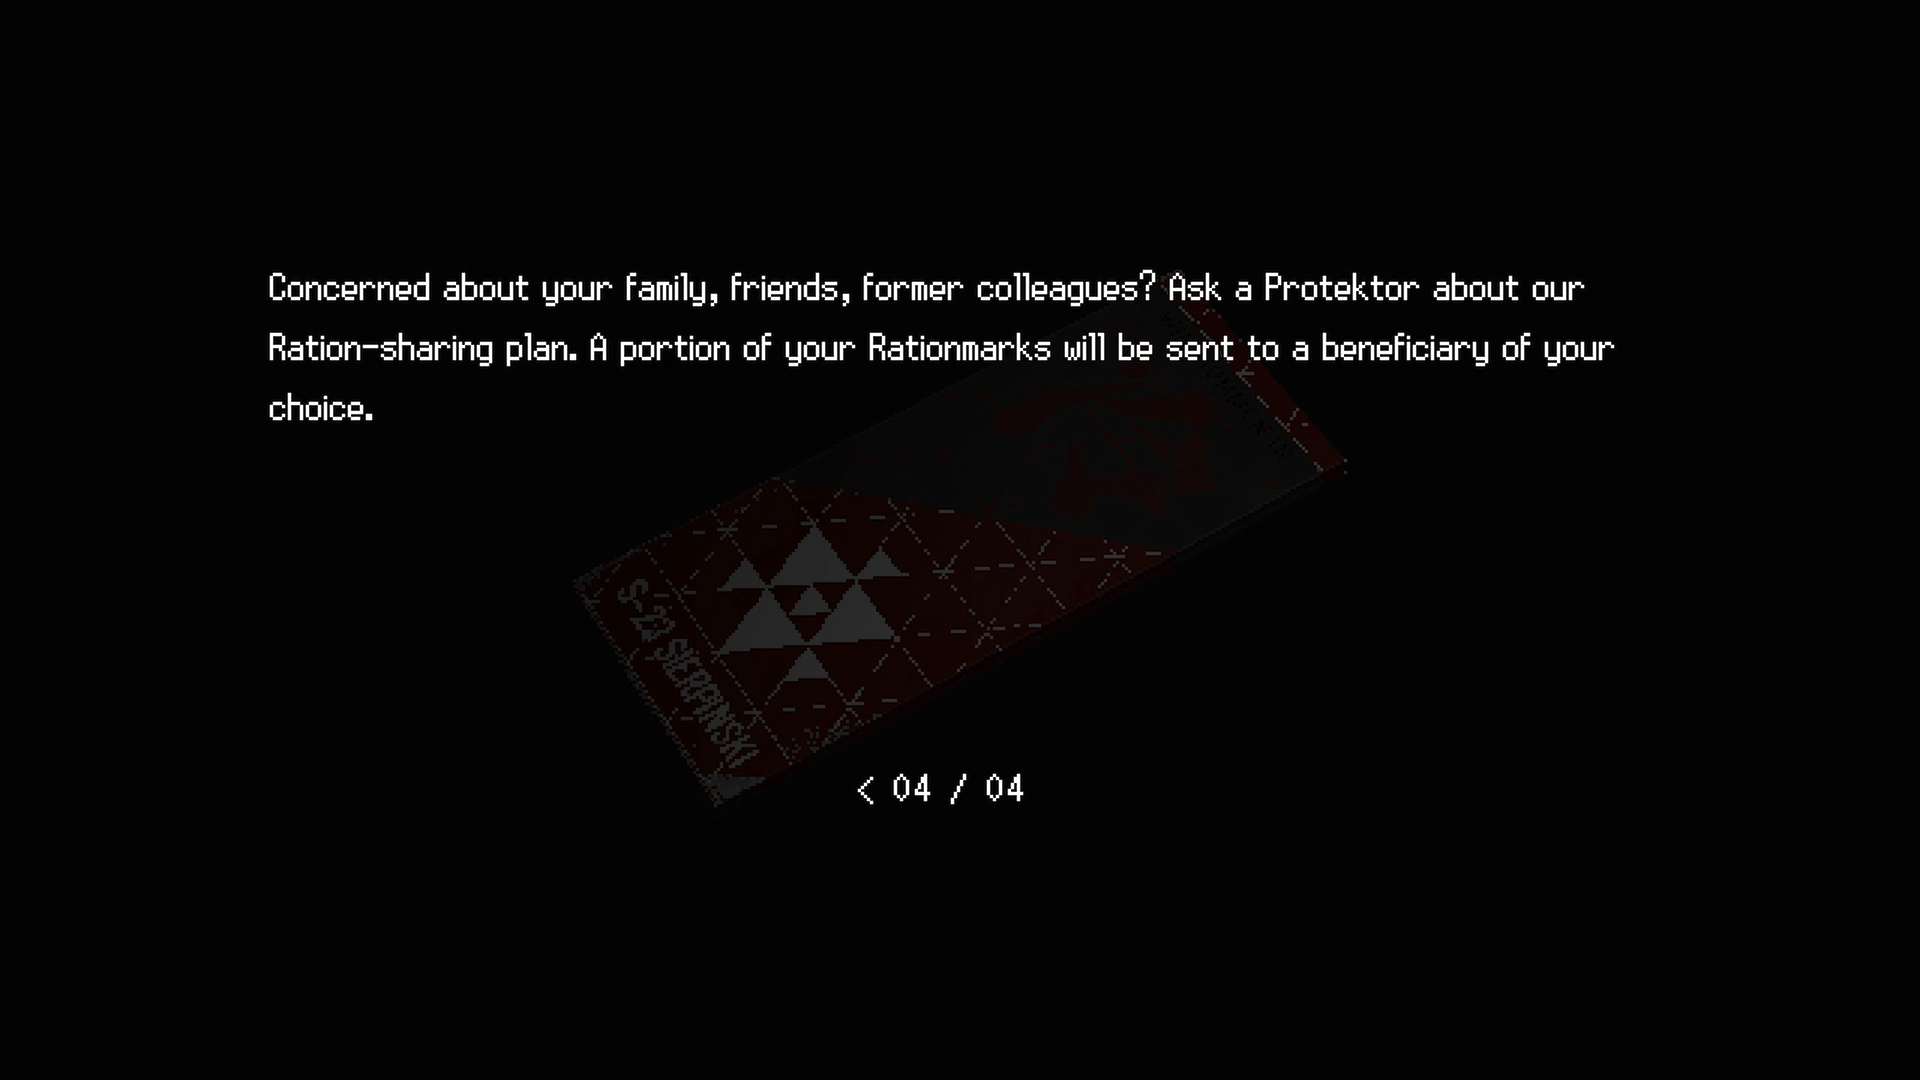 Concerned about your family, friends, former colleagues? Ask a Protektor about our
Ration-sharing plan. A portion of your Rationmarks will be sent to a beneficiary of your
choice.
S-23 SIERPINSKI
< 04 / 04